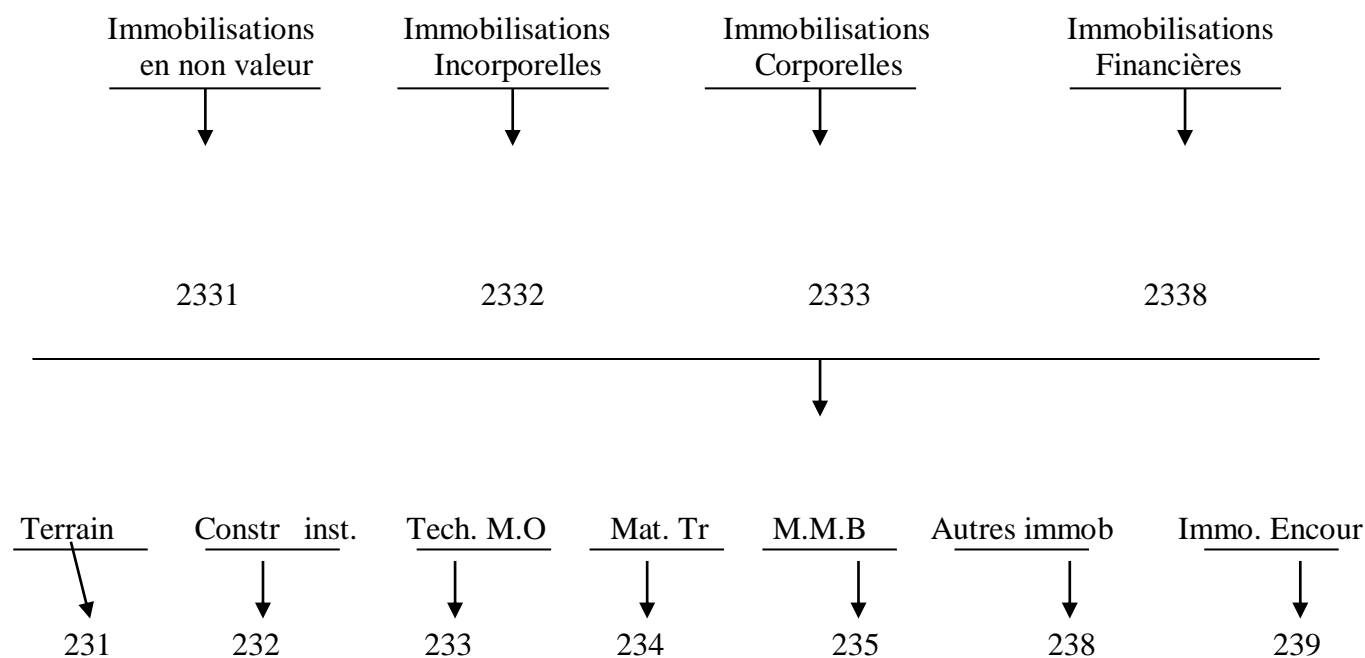 Immobilisations Immobilisations Immobilisations Immobilisations
en non valeur Incorporelles Corporelles Financières
2331 2332 2333 2338
Terrain Constr inst. Tech. M.O Mat. Tr M.M.B Autres immob Immo. Encour
231 232 233 234 235 238 239